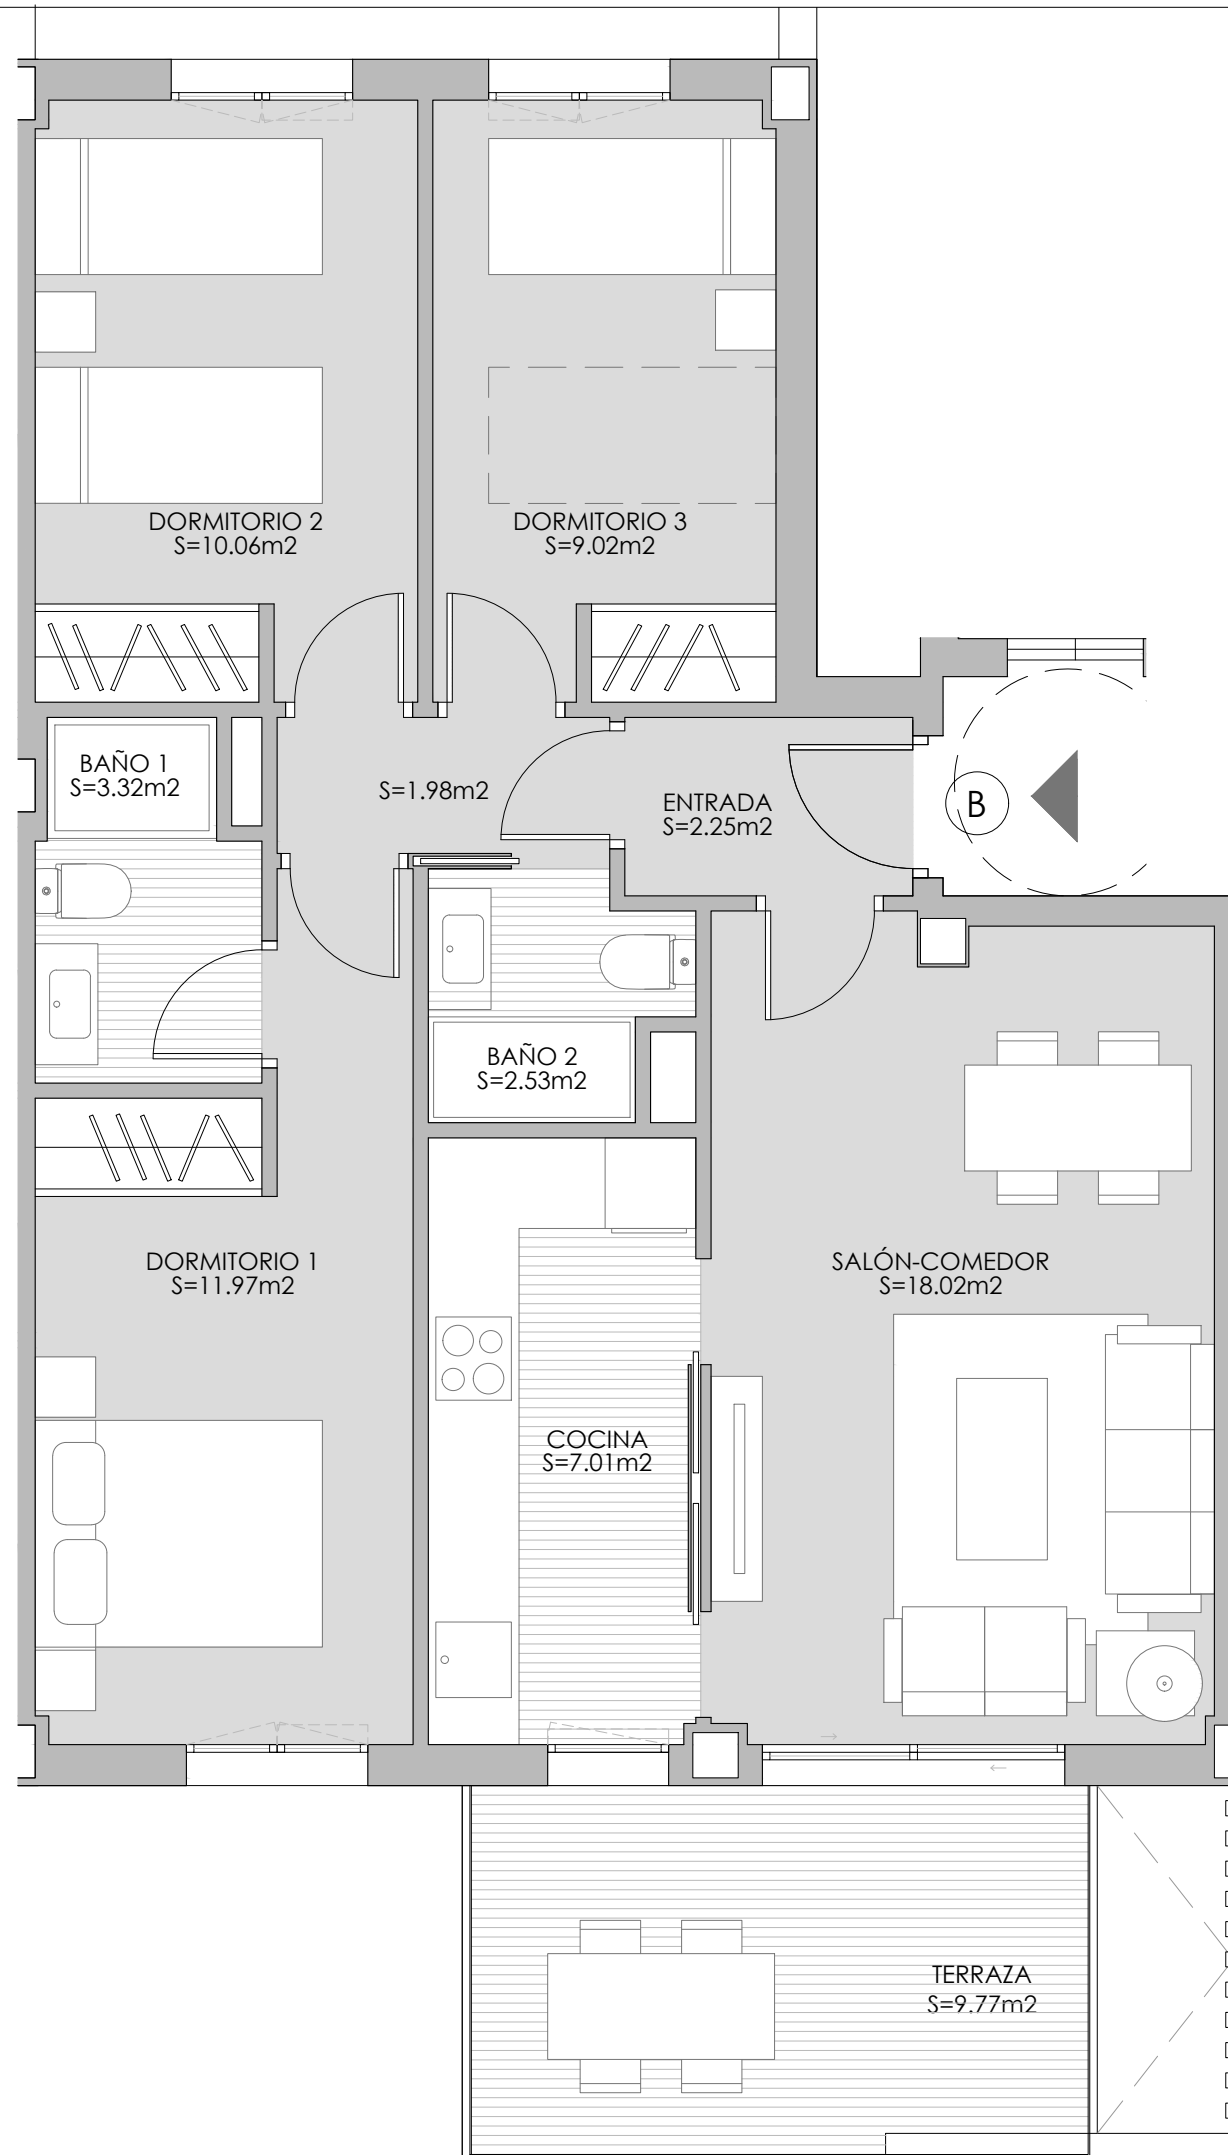 DORMITORIO 2
S=10.06m2
DORMITORIO 3
S=9.02m2
BAÑO 1
S=3.32m2
S=1.98m2
ENTRADA
S=2.25m2
B
BAÑO 2
S=2.53m2
DORMITORIO 1
S=11.97m2
SALÓN-COMEDOR
S=18.02m2
COCINA
S=7.01m2
TERRAZA
S=9.77m2